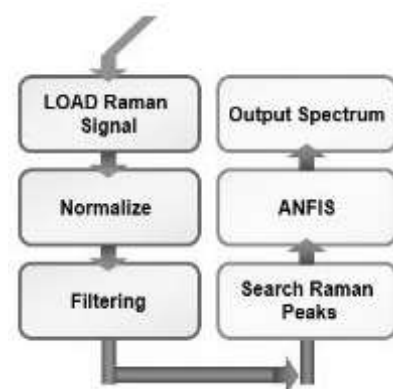 LOAD Raman
Signal
Normalize
Filtering
Search Raman
Peaks
ANFIS
Output Spectrum